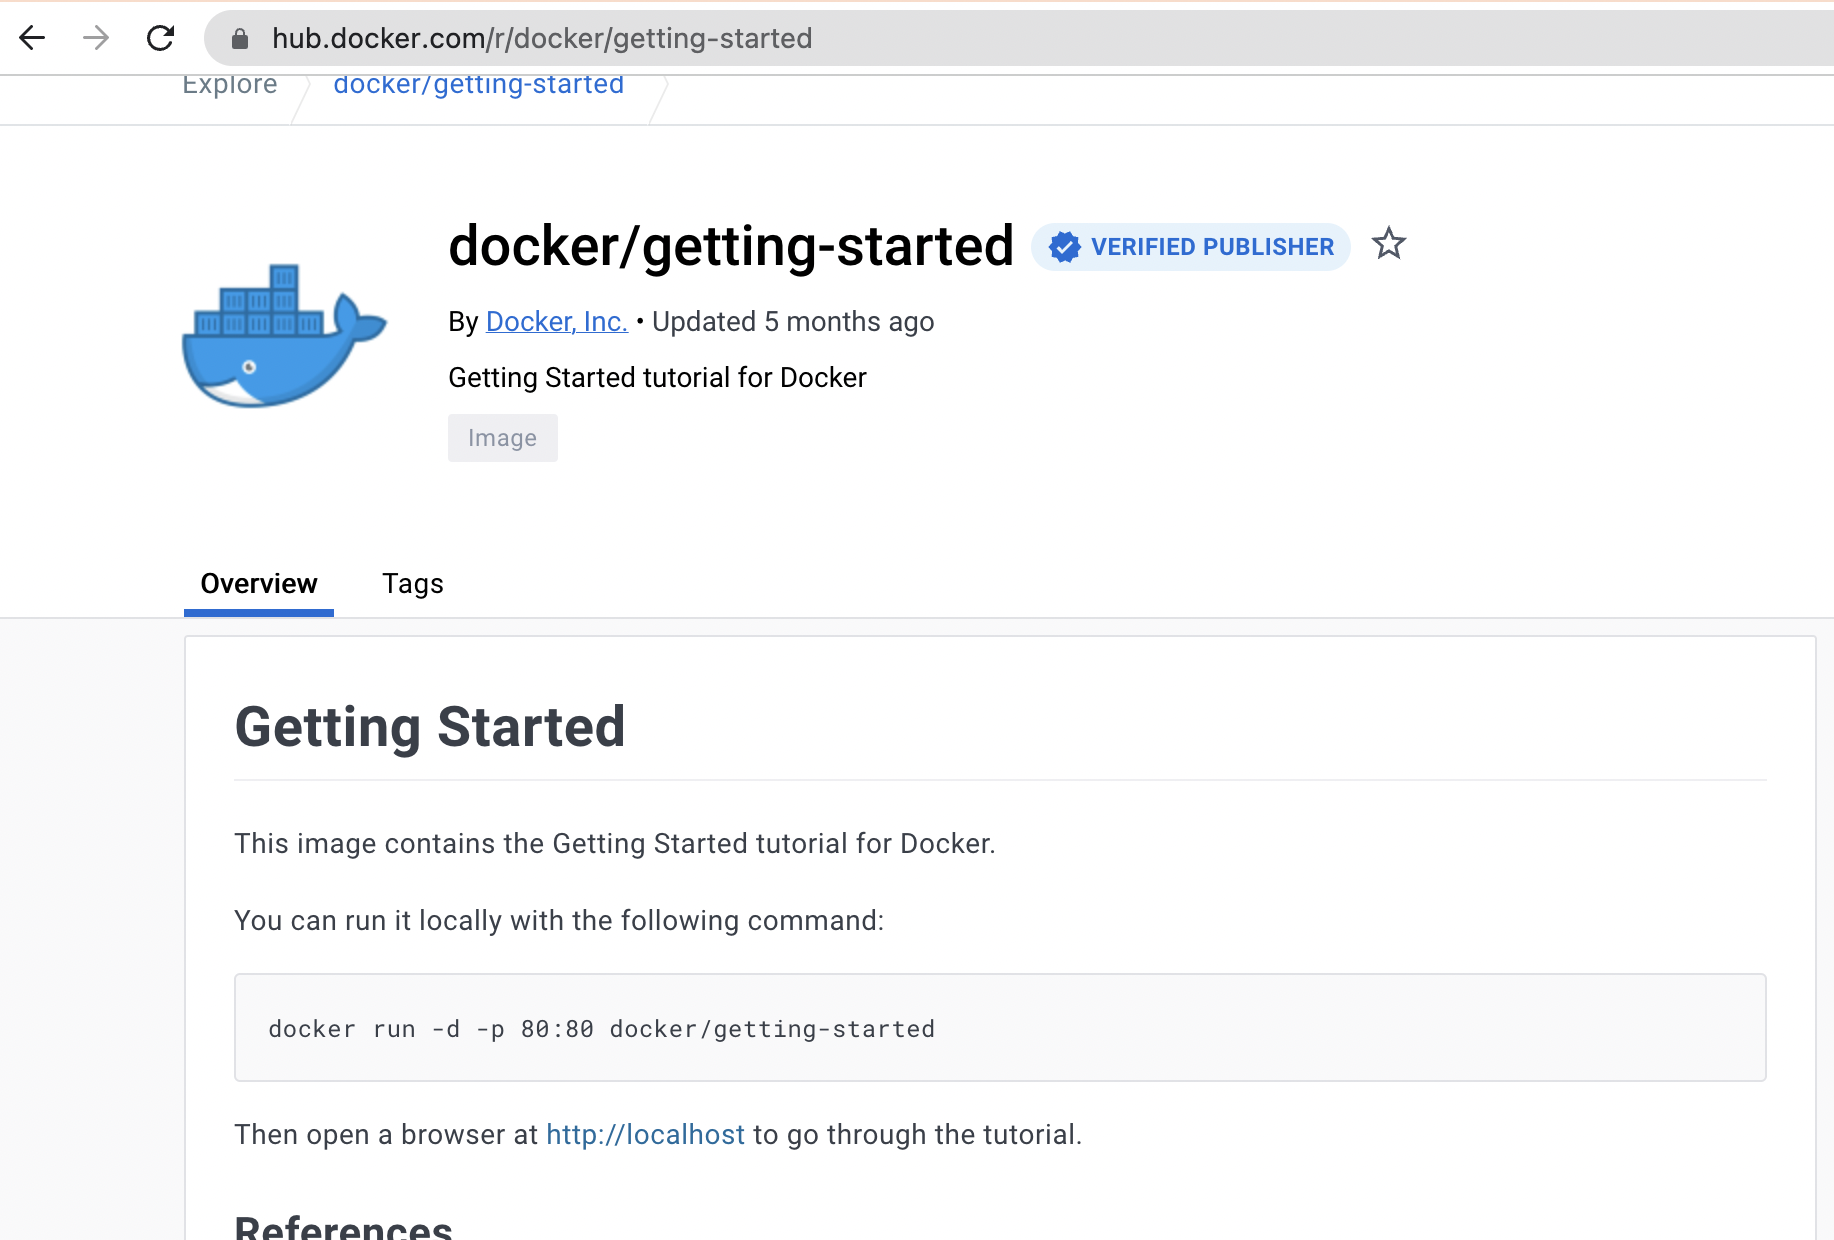 hub.docker.com/r/docker/getting-started
Explore docker/getting-started
docker/getting-started VERIFIED PUBLISHER
By Docker, Inc. • Updated 5 months ago
Getting Started tutorial for Docker
Image
Overview Tags
Getting Started
This image contains the Getting Started tutorial for Docker.
You can run it locally with the following command:
docker run -d -p 80:80 docker/getting-started
Then open a browser at http://localhost to go through the tutorial.
References